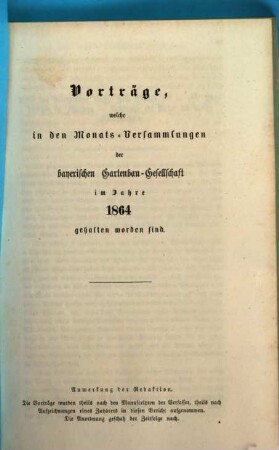 Vorträge,
welche
in den Monats-Versammlungen
der
bayerischen Gartenbau-Gesellschaft
im Jahre
1864
gehalten worden sind.
Anmerkung der Redaktion.
Die Vorträge wurden theils nach den Manuskripten der Verfasser, theils nach
Aufzeichnungen eines Zuhörers in diesen Bericht aufgenommen.
Die Anordnung geschah der Zeitfolge nach.